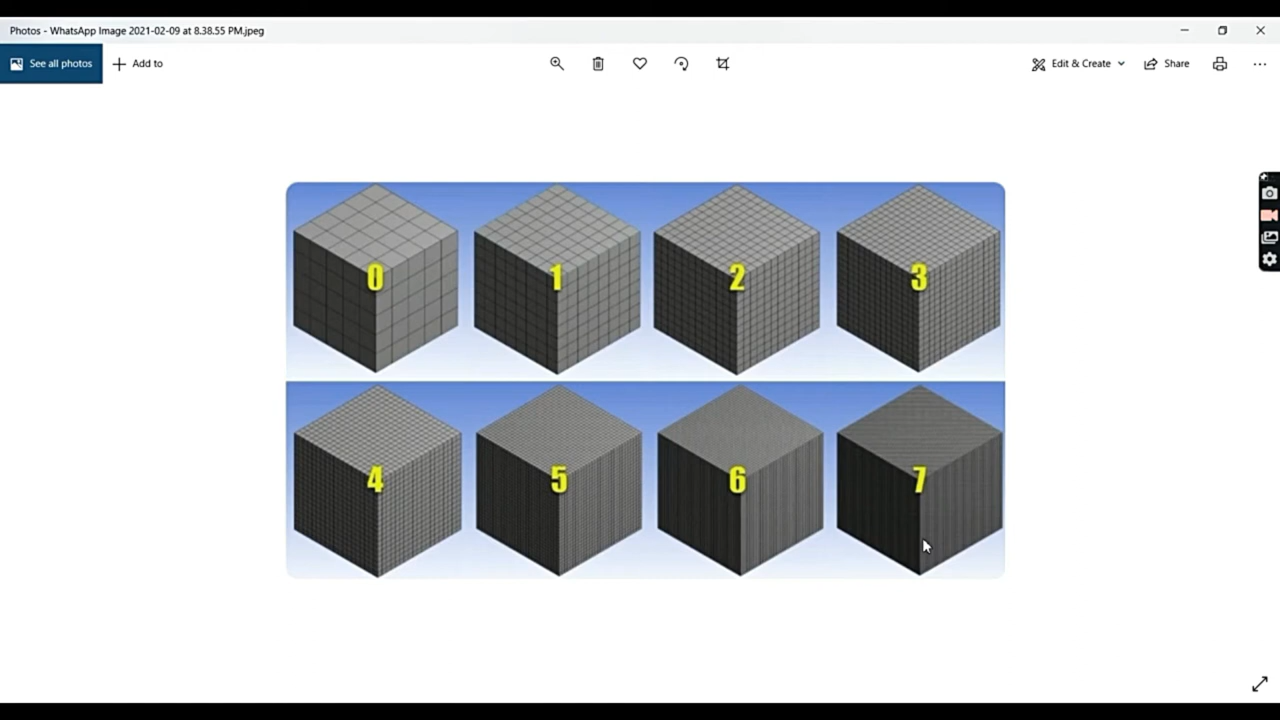 Photos - WhatsApp Image 2021-02-09 at 8.38.55 PM.jpeg
See all photos
Add to
Edit & Create
Share
0 1 2 3
4 5 6 7